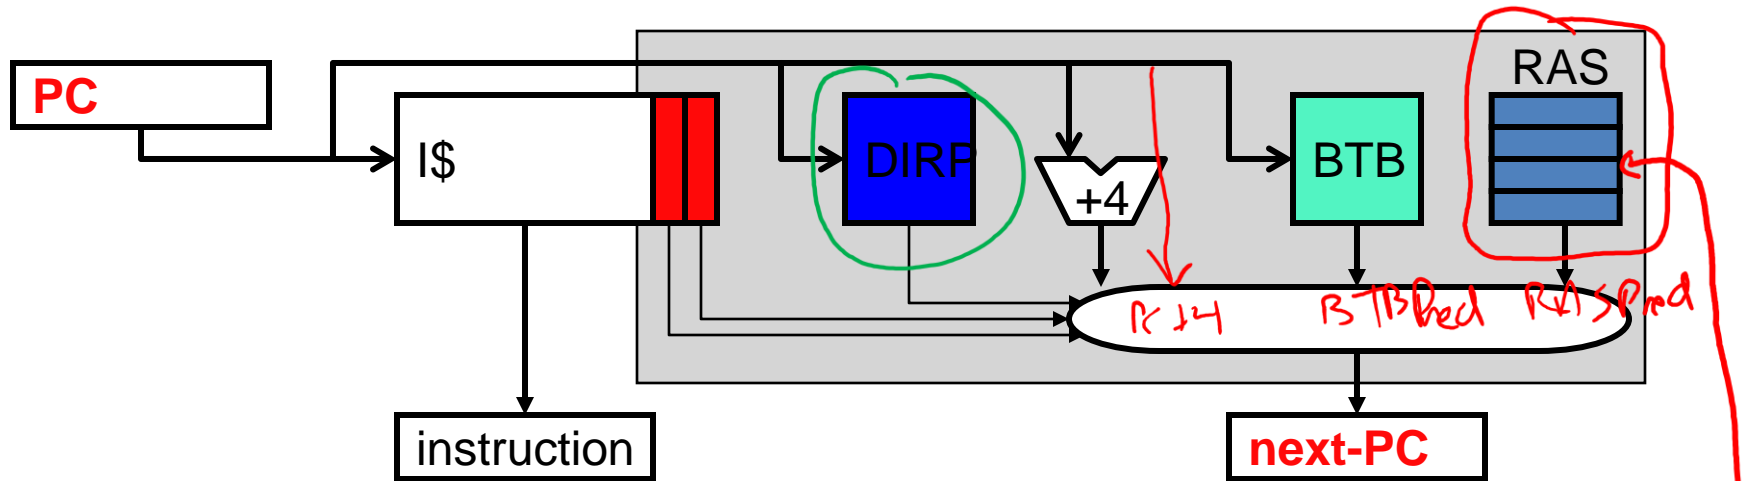 RAS
PC
I$
DIRP
+4
BTB
PC+4
BTBPred
RASPred
instruction
next-PC